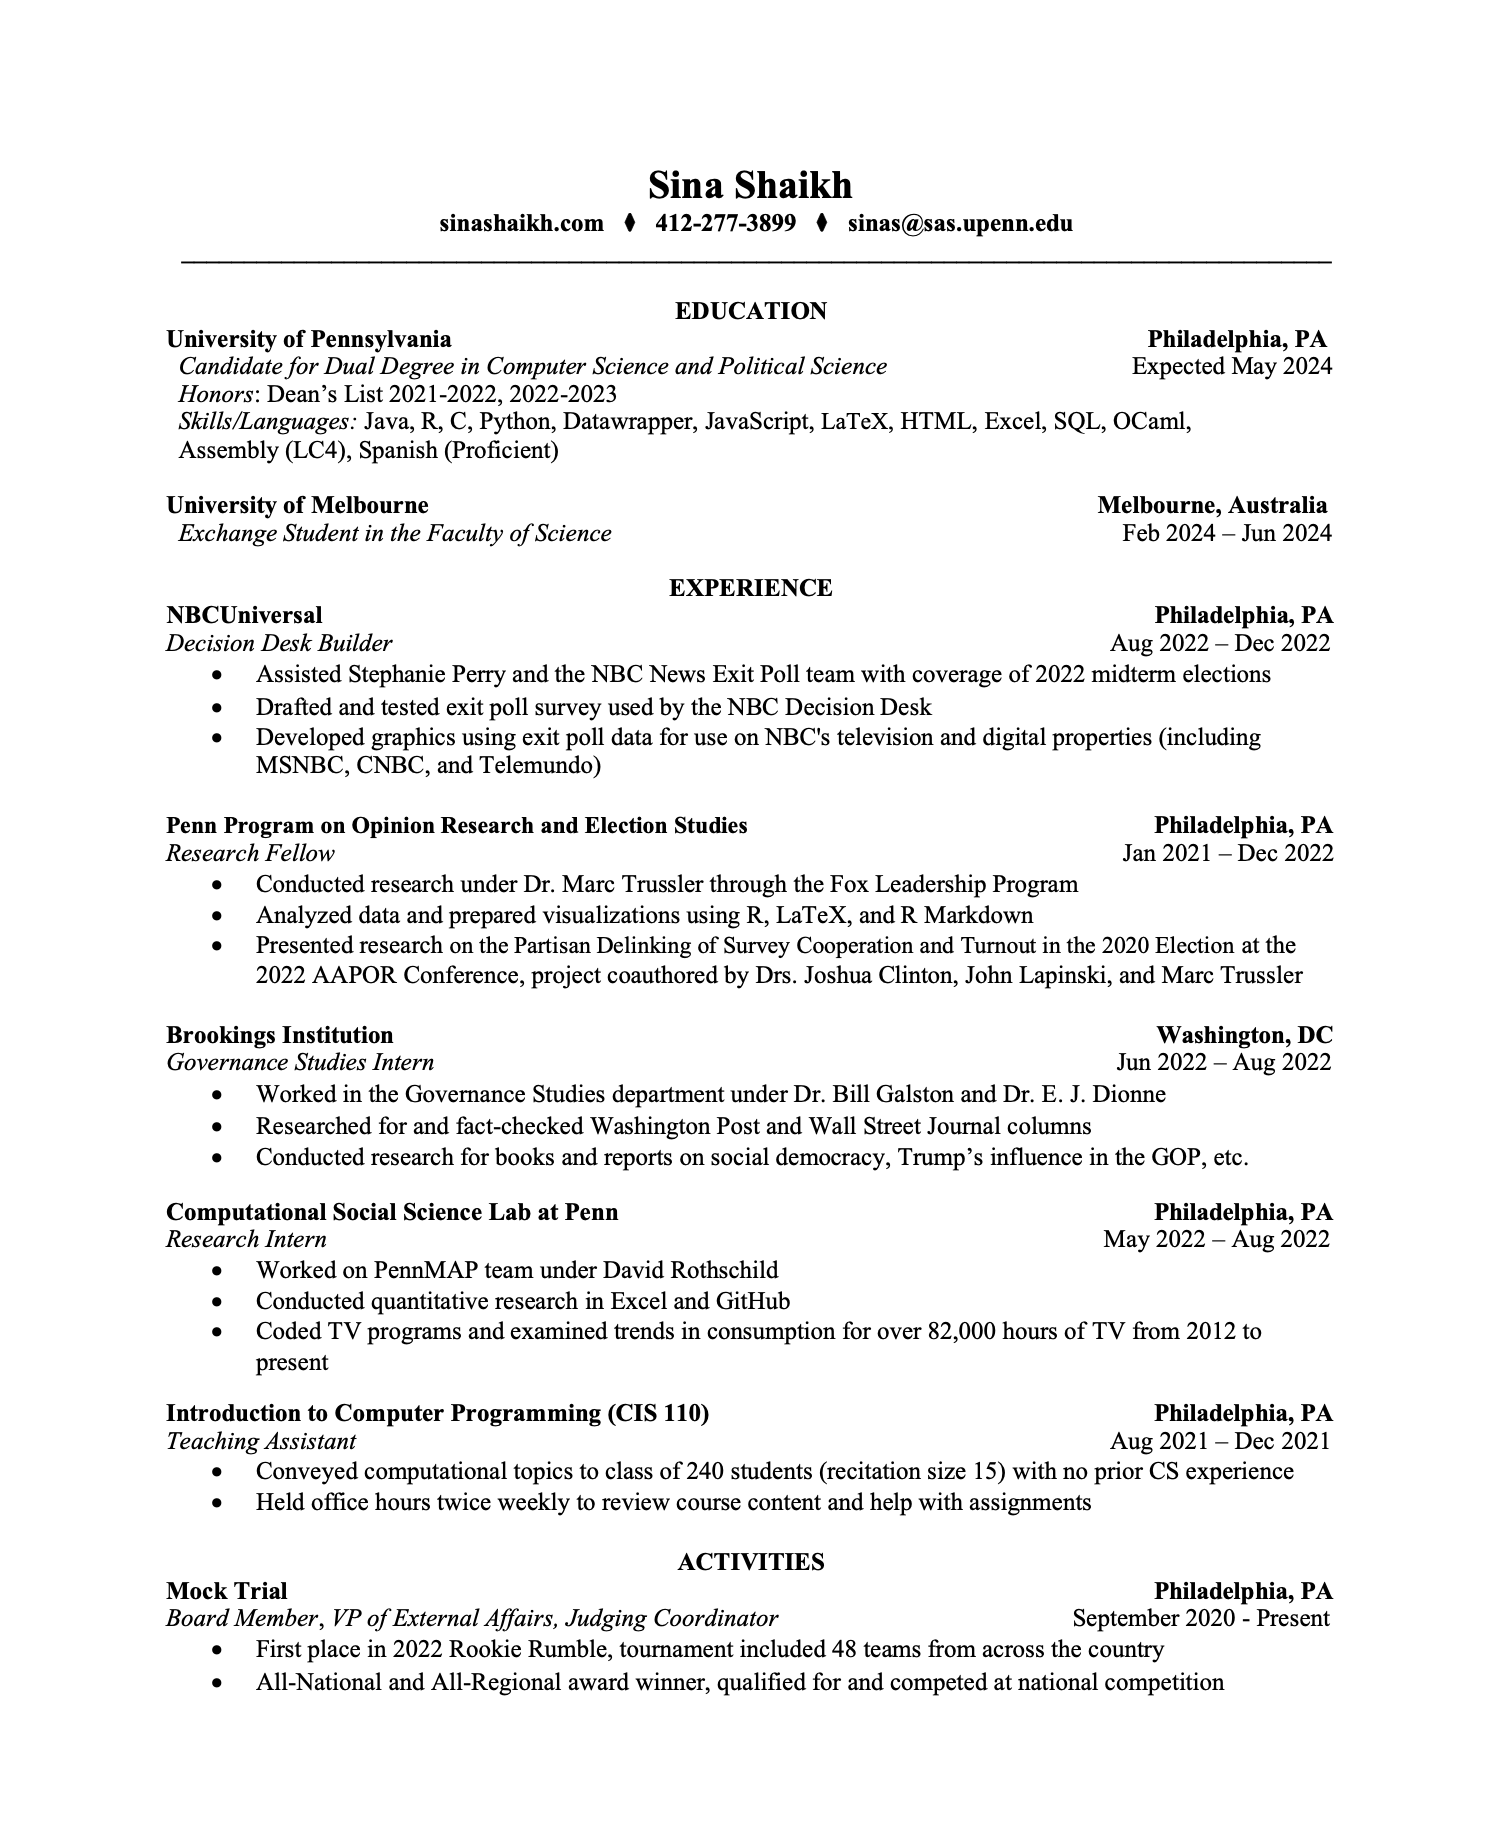 Sina Shaikh
sinashaikh.com ♦ 412-277-3899 ♦ sinas@sas.upenn.edu
EDUCATION
University of Pennsylvania Philadelphia, PA
Candidate for Dual Degree in Computer Science and Political Science Expected May 2024
Honors: Dean’s List 2021-2022, 2022-2023
Skills/Languages: Java, R, C, Python, Datawrapper, JavaScript, LaTeX, HTML, Excel, SQL, OCaml,
Assembly (LC4), Spanish (Proficient)
University of Melbourne Melbourne, Australia
Exchange Student in the Faculty of Science Feb 2024 – Jun 2024
EXPERIENCE
NBCUniversal Philadelphia, PA
Decision Desk Builder Aug 2022 – Dec 2022
• Assisted Stephanie Perry and the NBC News Exit Poll team with coverage of 2022 midterm elections
• Drafted and tested exit poll survey used by the NBC Decision Desk
• Developed graphics using exit poll data for use on NBC's television and digital properties (including
MSNBC, CNBC, and Telemundo)
Penn Program on Opinion Research and Election Studies Philadelphia, PA
Research Fellow Jan 2021 – Dec 2022
• Conducted research under Dr. Marc Trussler through the Fox Leadership Program
• Analyzed data and prepared visualizations using R, LaTeX, and R Markdown
• Presented research on the Partisan Delinking of Survey Cooperation and Turnout in the 2020 Election at the
2022 AAPOR Conference, project coauthored by Drs. Joshua Clinton, John Lapinski, and Marc Trussler
Brookings Institution Washington, DC
Governance Studies Intern Jun 2022 – Aug 2022
• Worked in the Governance Studies department under Dr. Bill Galston and Dr. E. J. Dionne
• Researched for and fact-checked Washington Post and Wall Street Journal columns
• Conducted research for books and reports on social democracy, Trump’s influence in the GOP, etc.
Computational Social Science Lab at Penn Philadelphia, PA
Research Intern May 2022 – Aug 2022
• Worked on PennMAP team under David Rothschild
• Conducted quantitative research in Excel and GitHub
• Coded TV programs and examined trends in consumption for over 82,000 hours of TV from 2012 to
present
Introduction to Computer Programming (CIS 110) Philadelphia, PA
Teaching Assistant Aug 2021 – Dec 2021
• Conveyed computational topics to class of 240 students (recitation size 15) with no prior CS experience
• Held office hours twice weekly to review course content and help with assignments
ACTIVITIES
Mock Trial Philadelphia, PA
Board Member, VP of External Affairs, Judging Coordinator September 2020 - Present
• First place in 2022 Rookie Rumble, tournament included 48 teams from across the country
• All-National and All-Regional award winner, qualified for and competed at national competition